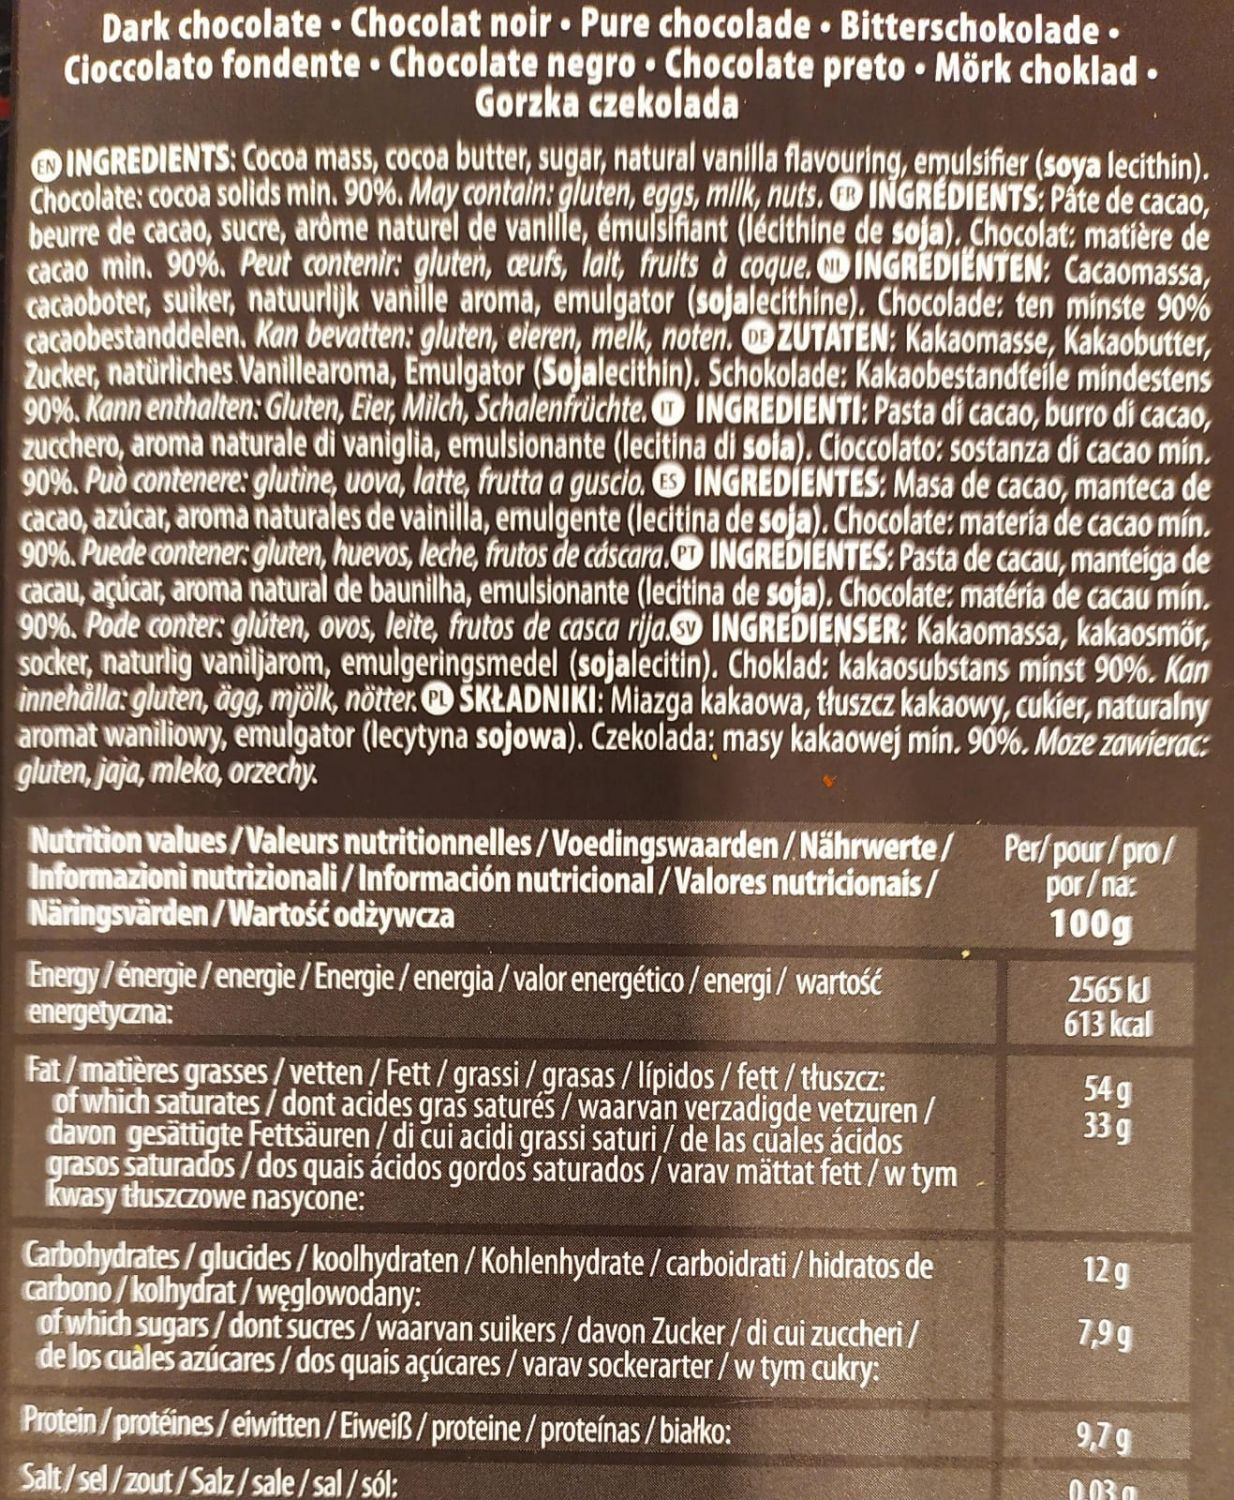 Dark chocolate • Chocolat noir • Pure chocolade • Bitterschokolade •
Cioccolato fondente • Chocolate negro • Chocolate preto • Mörk choklad •
Gorzka czekolada
EN INGREDIENTS: Cocoa mass, cocoa butter, sugar, natural vanilla flavouring, emulsifier (soya lecithin).
Chocolate: cocoa solids min. 90%. May contain: gluten, eggs, milk, nuts. FR INGRÉDIENTS: Pâte de cacao,
beurre de cacao, sucre, arôme naturel de vanille, émulsifiant (lécithine de soja). Chocolat: matière de
cacao min. 90%. Peut contenir: gluten, œufs, lait, fruits à coque. NL INGREDIËNTEN: Cacaomassa,
cacaoboter, suiker, natuurlijk vanille aroma, emulgator (sojalecithine). Chocolade: ten minste 90%
cacaobestanddelen. Kan bevatten: gluten, eieren, melk, noten. DE ZUTATEN: Kakaomasse, Kakaobutter,
Zucker, natürliches Vanillearoma, Emulgator (Sojalecithin). Schokolade: Kakaobestandteile mindestens
90%. Kann enthalten: Gluten, Eier, Milch, Schalenfrüchte. IT INGREDIENTI: Pasta di cacao, burro di cacao,
zucchero, aroma naturale di vaniglia, emulsionante (lecitina di soia). Cioccolato: sostanza di cacao min.
90%. Può contenere: glutine, uova, latte, frutta a guscio. ES INGREDIENTES: Masa de cacao, manteca de
cacao, azúcar, aroma naturales de vainilla, emulgente (lecitina de soja). Chocolate: materia de cacao mín.
90%. Puede contener: gluten, huevos, leche, frutos de cáscara. PT INGREDIENTES: Pasta de cacau, manteiga de
cacau, açúcar, aroma natural de baunilha, emulsionante (lecitina de soja). Chocolate: matéria de cacau mín.
90%. Pode conter: glúten, ovos, leite, frutos de casca rija. SV INGREDIENSER: Kakaomassa, kakaosmör,
socker, naturlig vaniljarom, emulgeringsmedel (sojalecitin). Choklad: kakaosubstans minst 90%. Kan
innehålla: gluten, ägg, mjölk, nötter. PL SKŁADNIKI: Miazga kakaowa, tłuszcz kakaowy, cukier, naturalny
aromat waniliowy, emulgator (lecytyna sojowa). Czekolada: masy kakaowej min. 90%. Moze zawierac:
gluten, jaja, mleko, orzechy.
Nutrition values / Valeurs nutritionnelles / Voedingswaarden / Nährwerte / Per/ pour / pro /
Informazioni nutrizionali / Información nutricional / Valores nutricionais / por / na:
Näringsvärden / Wartość odżywcza 100g
Energy / énergie / energie / Energie / energia / valor energético / energi / wartość 2565 kJ
energetyczna: 613 kcal
Fat / matières grasses / vetten / Fett / grassi / grasas / lípidos / fett / tłuszcz: 54 g
of which saturates / dont acides gras saturés / waarvan verzadigde vetzuren / 33 g
davon gesättigte Fettsäuren / di cui acidi grassi saturi / de las cuales ácidos
grasos saturados / dos quais ácidos gordos saturados / varav mättat fett / w tym
kwasy tłuszczowe nasycone:
Carbohydrates / glucides / koolhydraten / Kohlenhydrate / carboidrati / hidratos de 12 g
carbono / kolhydrat / węglowodany:
of which sugars / dont sucres / waarvan suikers / davon Zucker / di cui zuccheri / 7,9 g
de los cuàles azúcares / dos quais açúcares / varav sockerarter / w tym cukry:
Protein / protéines / eiwitten / Eiweiß / proteine / proteínas / białko: 9,7 g
Salt / sel / zout / Salz / sale / sal / sól: 0,03 g